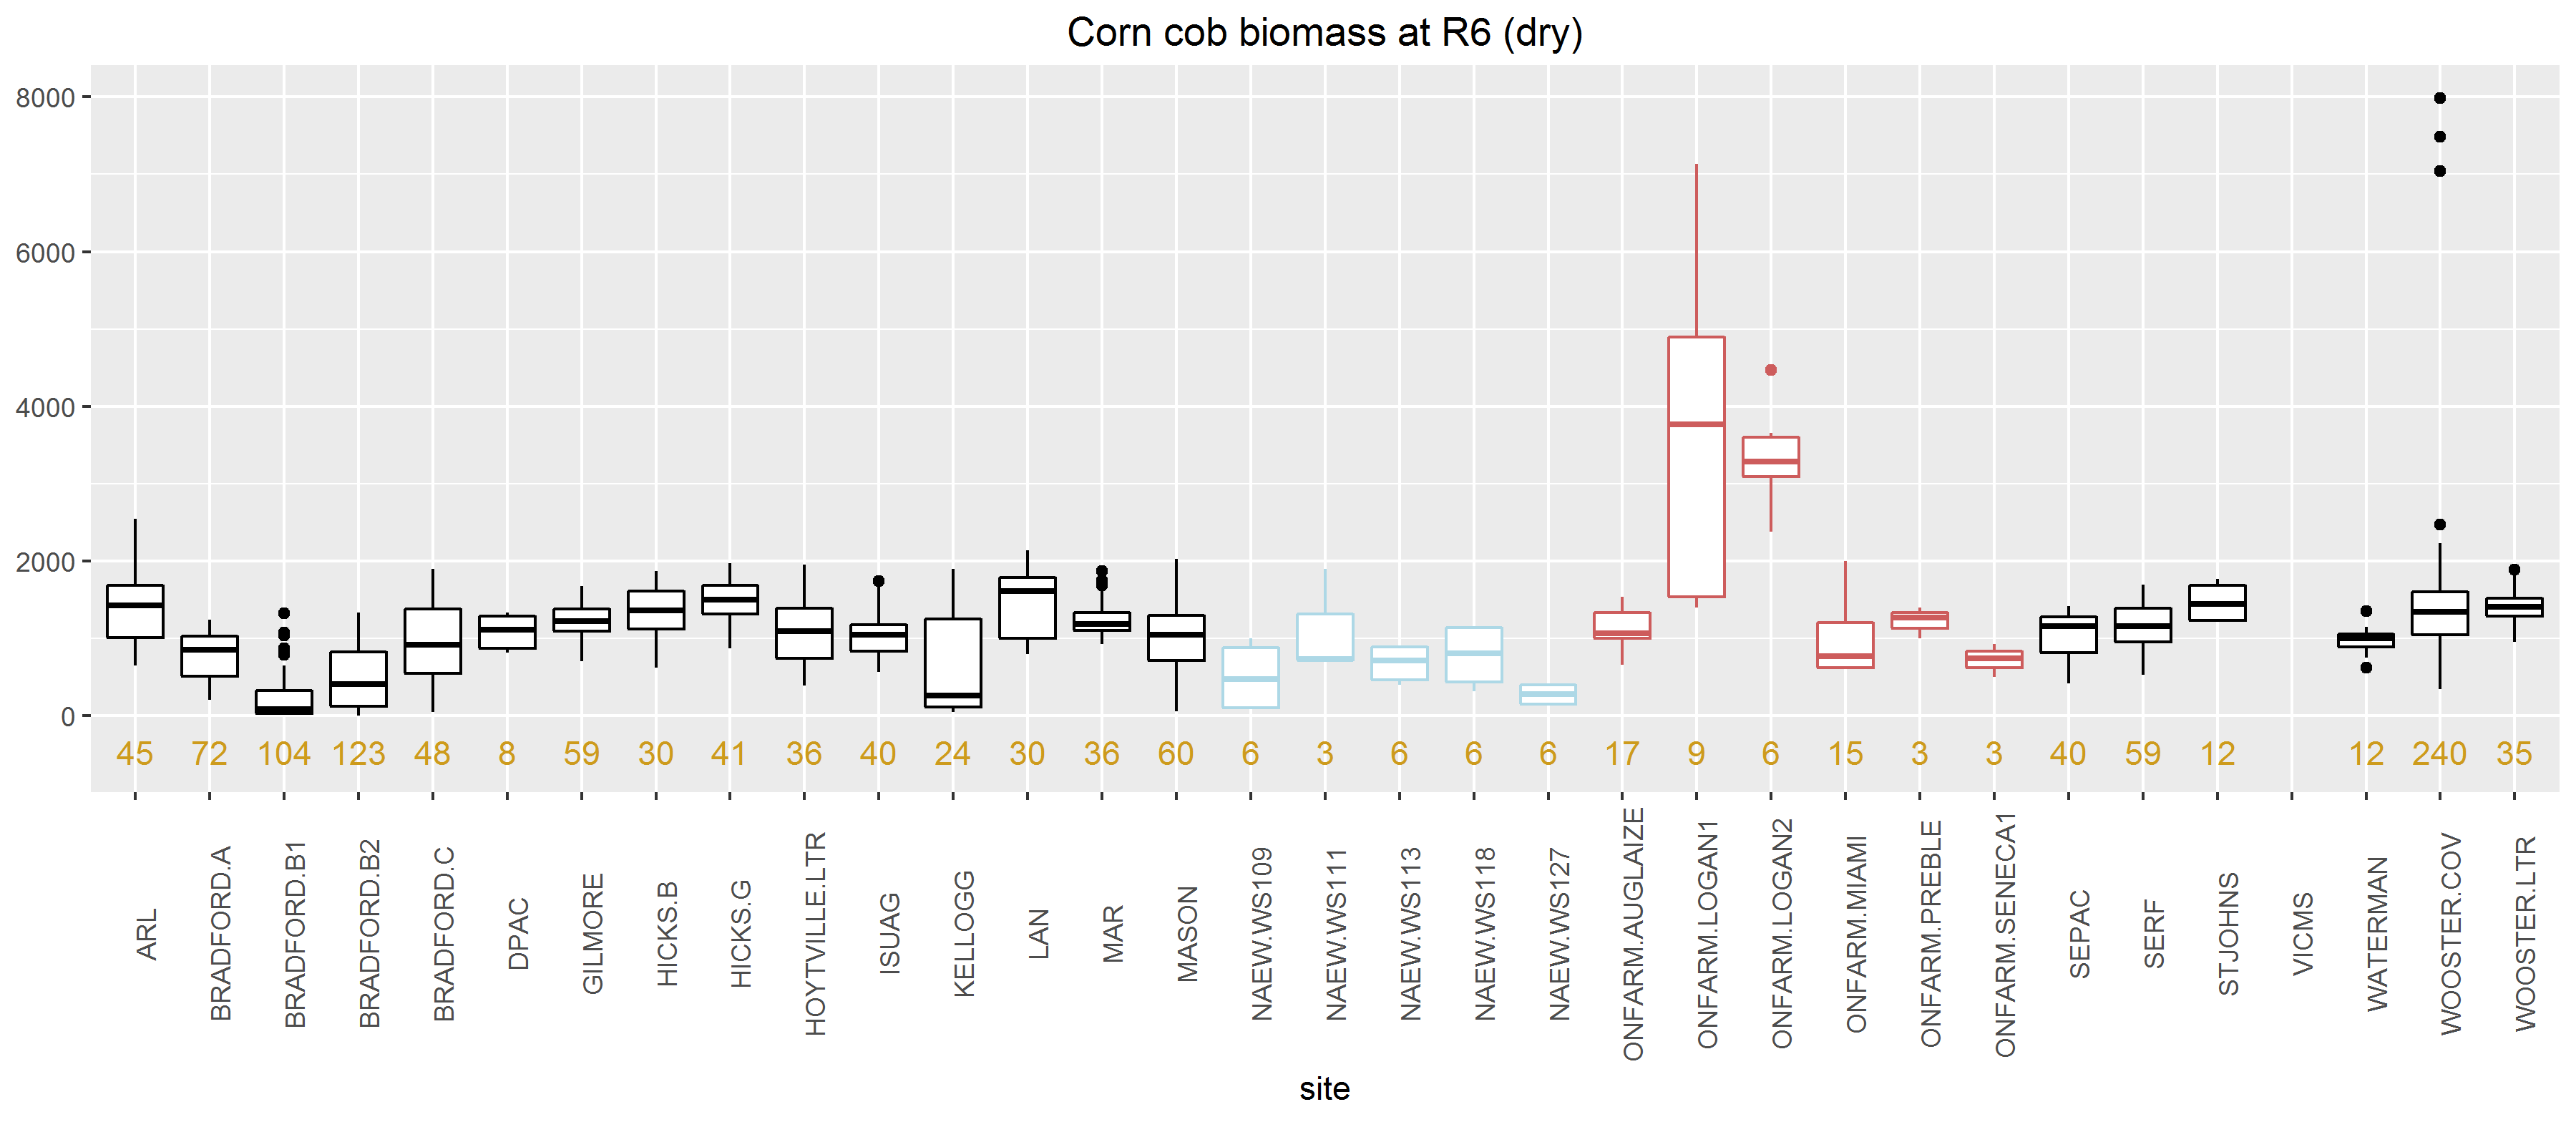 Corn cob biomass at R6 (dry)
8000
6000
4000
2000
0
45 72 104 123 48 8 59 30 41 36 40 24 30 36 60 6 3 6 6 6 17 9 6 15 3 3 40 59 12 12 240 35
ARL
BRADFORD.A
BRADFORD.B1
BRADFORD.B2
BRADFORD.C
DPAC
GILMORE
HICKS.B
HICKS.G
HOYTVILLE.LTR
ISUAG
KELLOGG
LAN
MAR
MASON
NAEW.WS109
NAEW.WS111
NAEW.WS113
NAEW.WS118
NAEW.WS127
ONFARM.AUGLAIZE
ONFARM.LOGAN1
ONFARM.LOGAN2
ONFARM.MIAMI
ONFARM.PREBLE
ONFARM.SENECA1
SEPAC
SERF
STJOHNS
VICMS
WATERMAN
WOOSTER.COV
WOOSTER.LTR
site